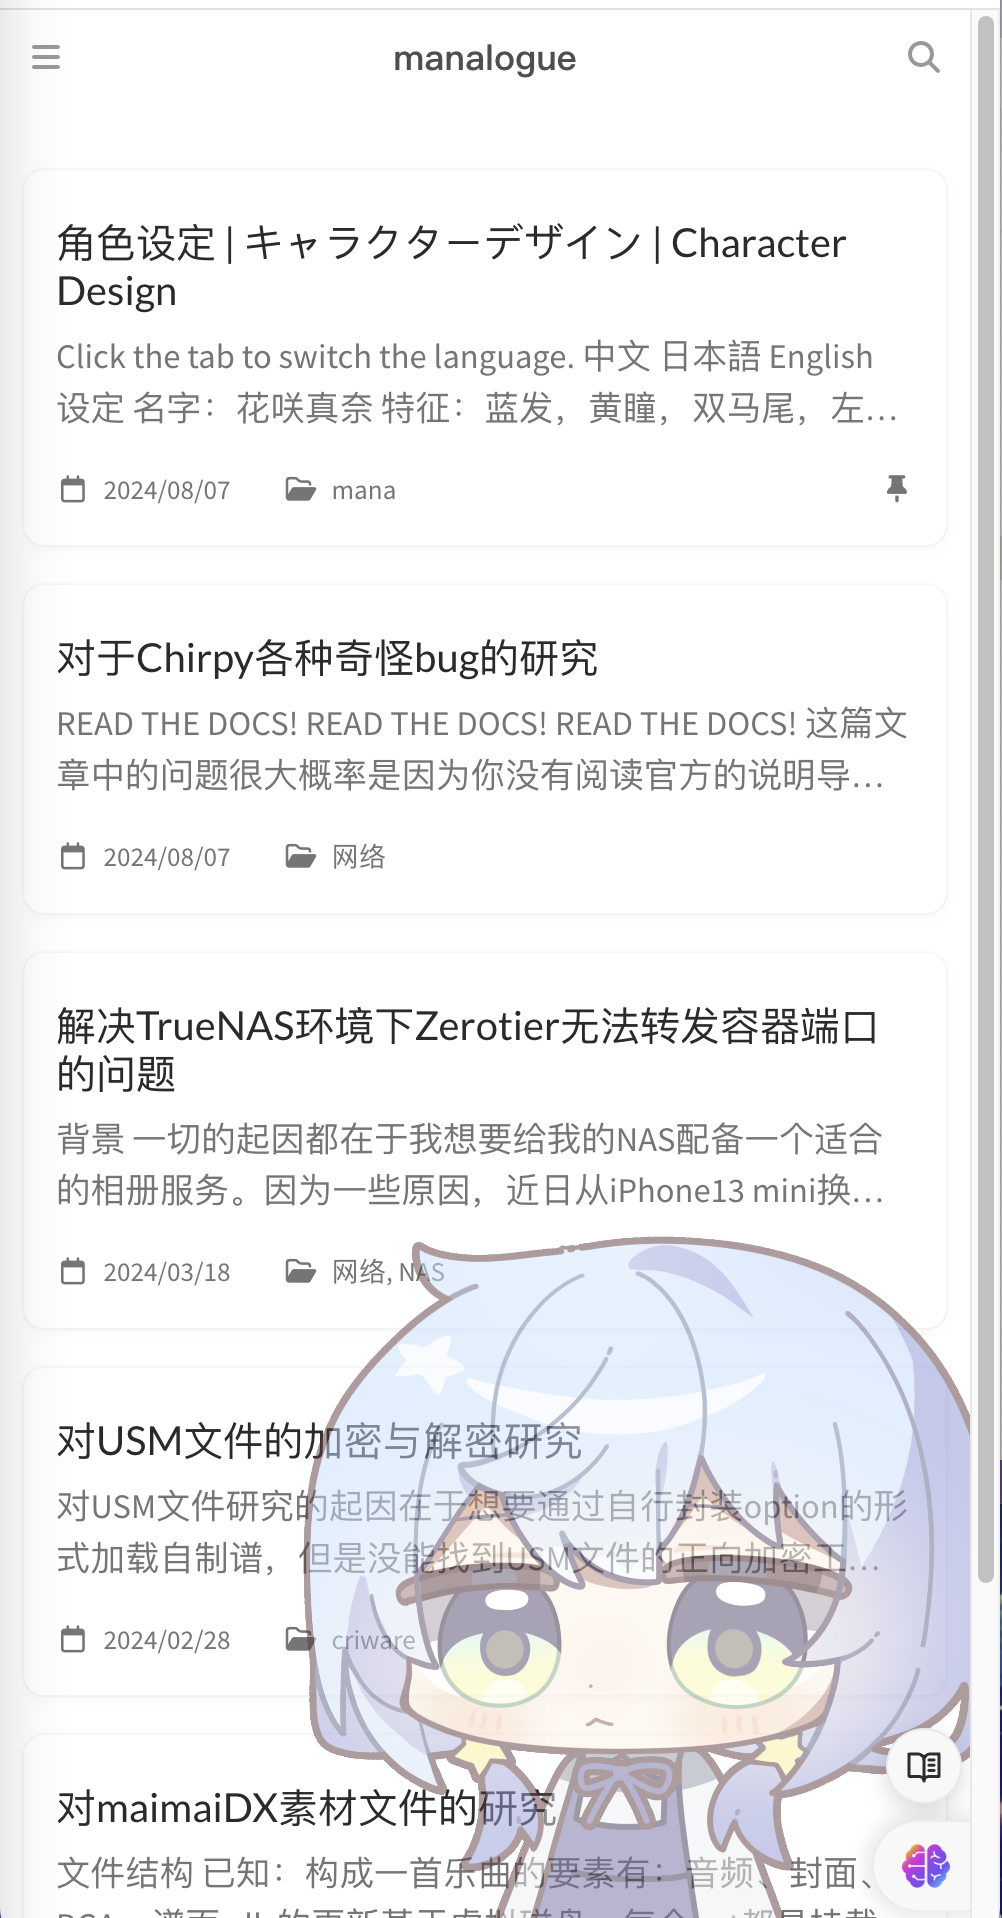 manalogue
角色设定 | キャラクターデザイン | Character
Design
Click the tab to switch the language. 中文 日本語 English
设定 名字：花咲真奈 特征：蓝发，黄瞳，双马尾，左…
2024/08/07 mana
对于Chirpy各种奇怪bug的研究
READ THE DOCS! READ THE DOCS! READ THE DOCS! 这篇文
章中的问题很大概率是因为你没有阅读官方的说明导…
2024/08/07 网络
解决TrueNAS环境下Zerotier无法转发容器端口
的问题
背景 一切的起因都在于我想要给我的NAS配备一个适合
的相册服务。因为一些原因，近日从iPhone13 mini换…
2024/03/18 网络, NAS
对USM文件的加密与解密研究
对USM文件研究的起因在于想要通过自行封装option的形
式加载自制谱，但是没能找到USM文件的正向加密工…
2024/02/28 criware
对maimaiDX素材文件的研究
文件结构 已知：构成一首乐曲的要素有：音频、封面、